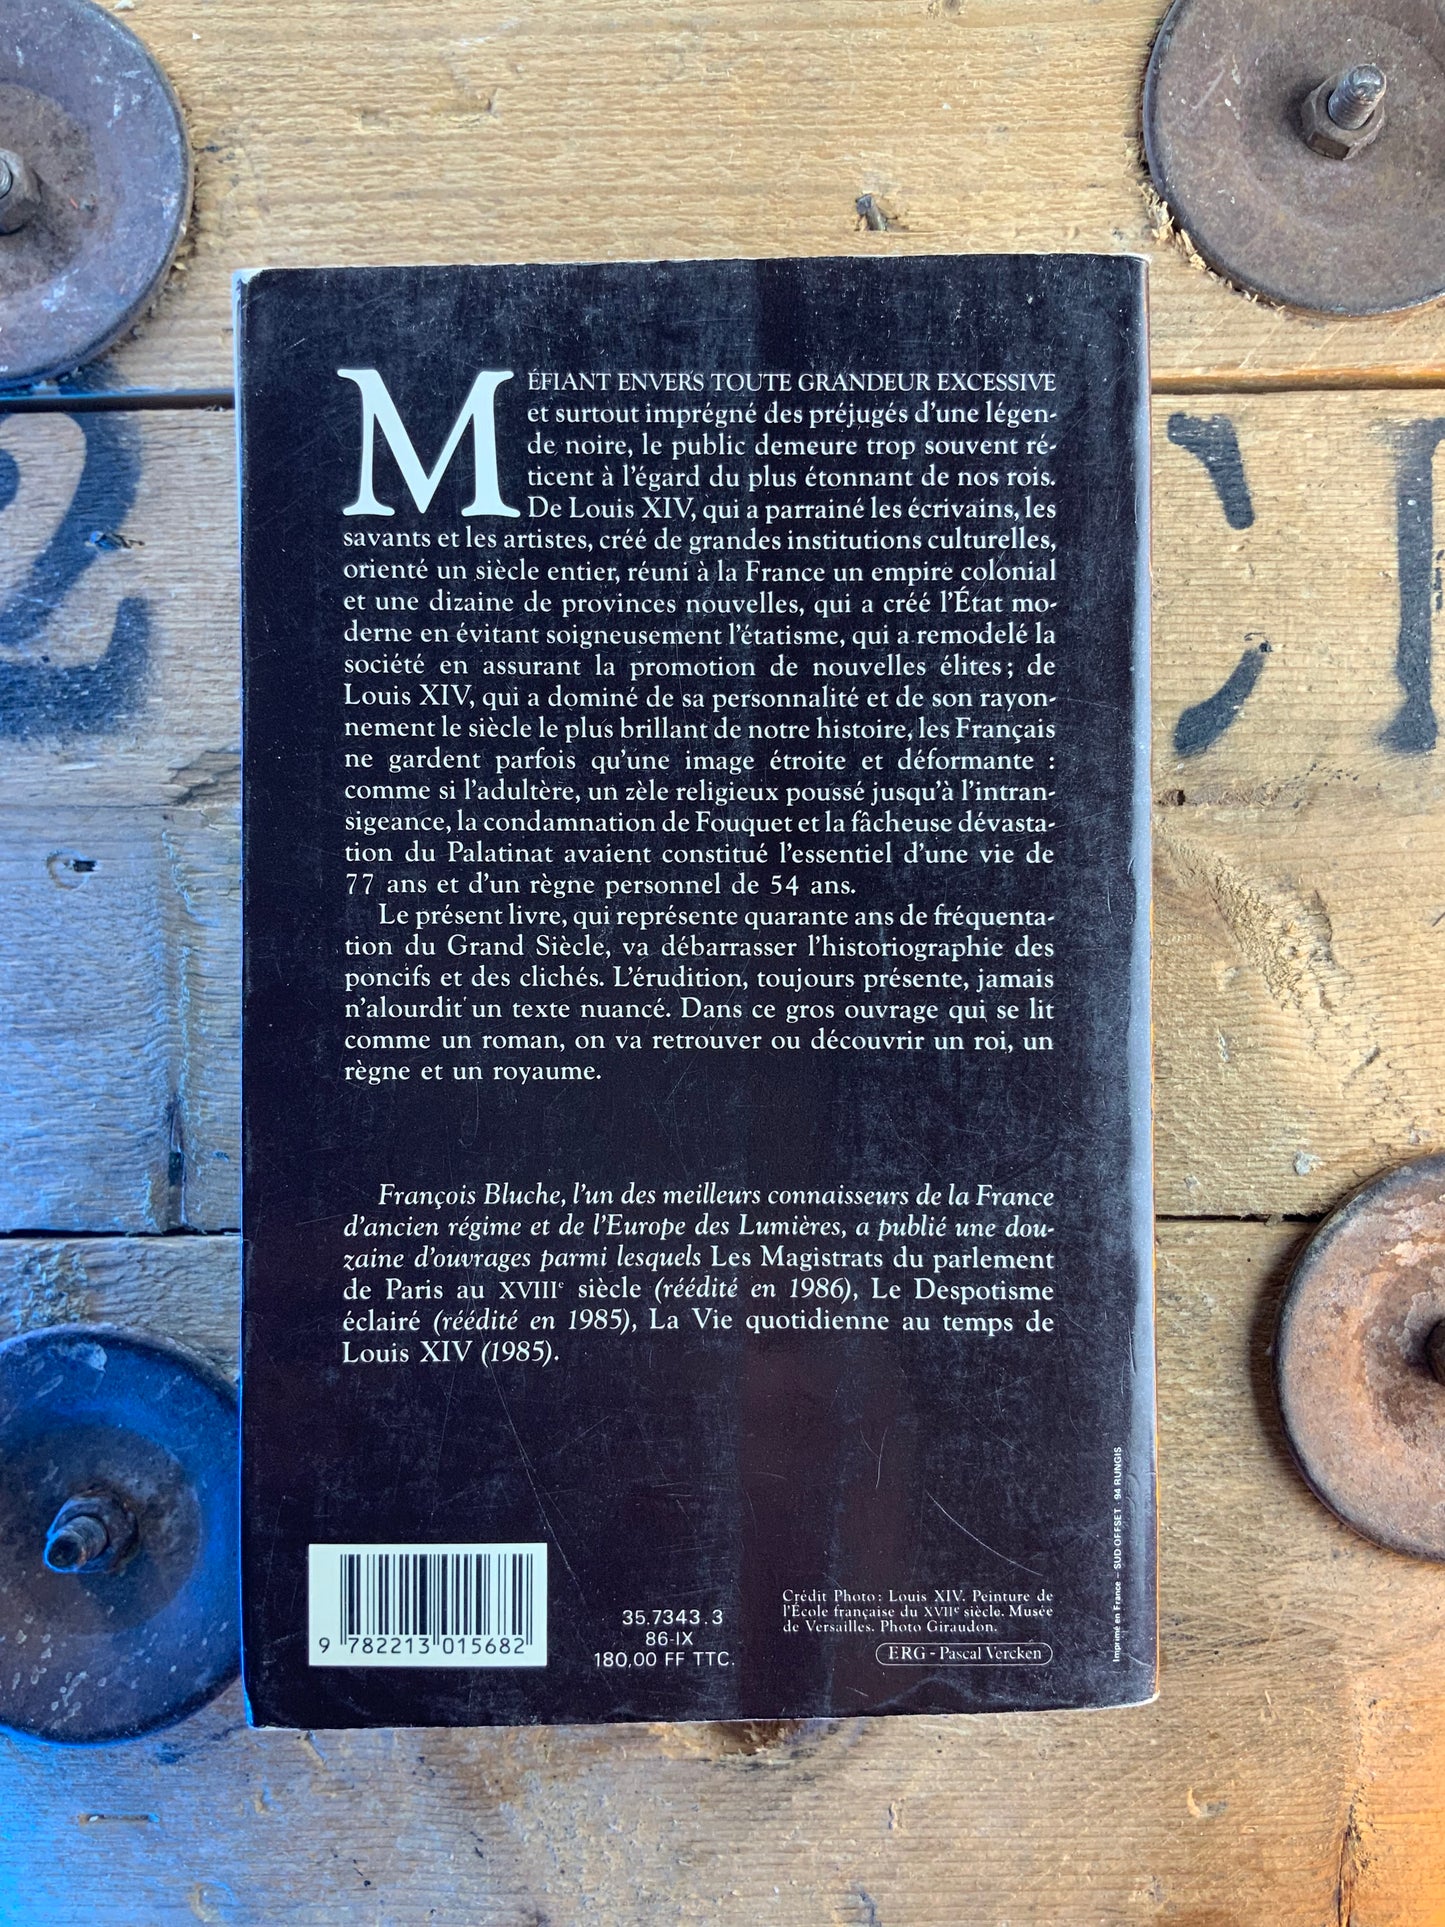 MÉFIANT ENVERS TOUTE GRANDEUR EXCESSIVE
et surtout imprégné des préjugés d'une légen-
de noire, le public demeure trop souvent ré-
ticent à l'égard du plus étonnant de nos rois.
De Louis XIV, qui a parrainé les écrivains, les
savants et les artistes, créé de grandes institutions culturelles,
orienté un siècle entier, réuni à la France un empire colonial
et une dizaine de provinces nouvelles, qui a créé l'État mo-
derne en évitant soigneusement l'étatisme, qui a remodelé la
société en assurant la promotion de nouvelles élites ; de
Louis XIV, qui a dominé de sa personnalité et de son rayon-
nement le siècle le plus brillant de notre histoire, les Français
ne gardent parfois qu'une image étroite et déformante :
comme si l'adultère, un zèle religieux poussé jusqu'à l'intran-
sigeance, la condamnation de Fouquet et la fâcheuse dévasta-
tion du Palatinat avaient constitué l'essentiel d'une vie de
77 ans et d'un règne personnel de 54 ans.
Le présent livre, qui représente quarante ans de fréquenta-
tion du Grand Siècle, va débarrasser l'historiographie des
poncifs et des clichés. L'érudition, toujours présente, jamais
n'alourdit un texte nuancé. Dans ce gros ouvrage qui se lit
comme un roman, on va retrouver ou découvrir un roi, un
règne et un royaume.
François Bluche, l'un des meilleurs connaisseurs de la France
d'ancien régime et de l'Europe des Lumières, a publié une dou-
zaine d'ouvrages parmi lesquels Les Magistrats du parlement
de Paris au XVIIIe siècle (réédité en 1986), Le Despotisme
éclairé (réédité en 1985), La Vie quotidienne au temps de
Louis XIV (1985).
9 782213 015682
35.7343.3
86-IX
180,00 FF TTC.
Crédit Photo : Louis XIV. Peinture de
l'École française du XVIIe siècle. Musée
de Versailles. Photo Giraudon.
ERG - Pascal Vercken
Imprimé en France - SUD-OFFSET · 94 RUNGIS